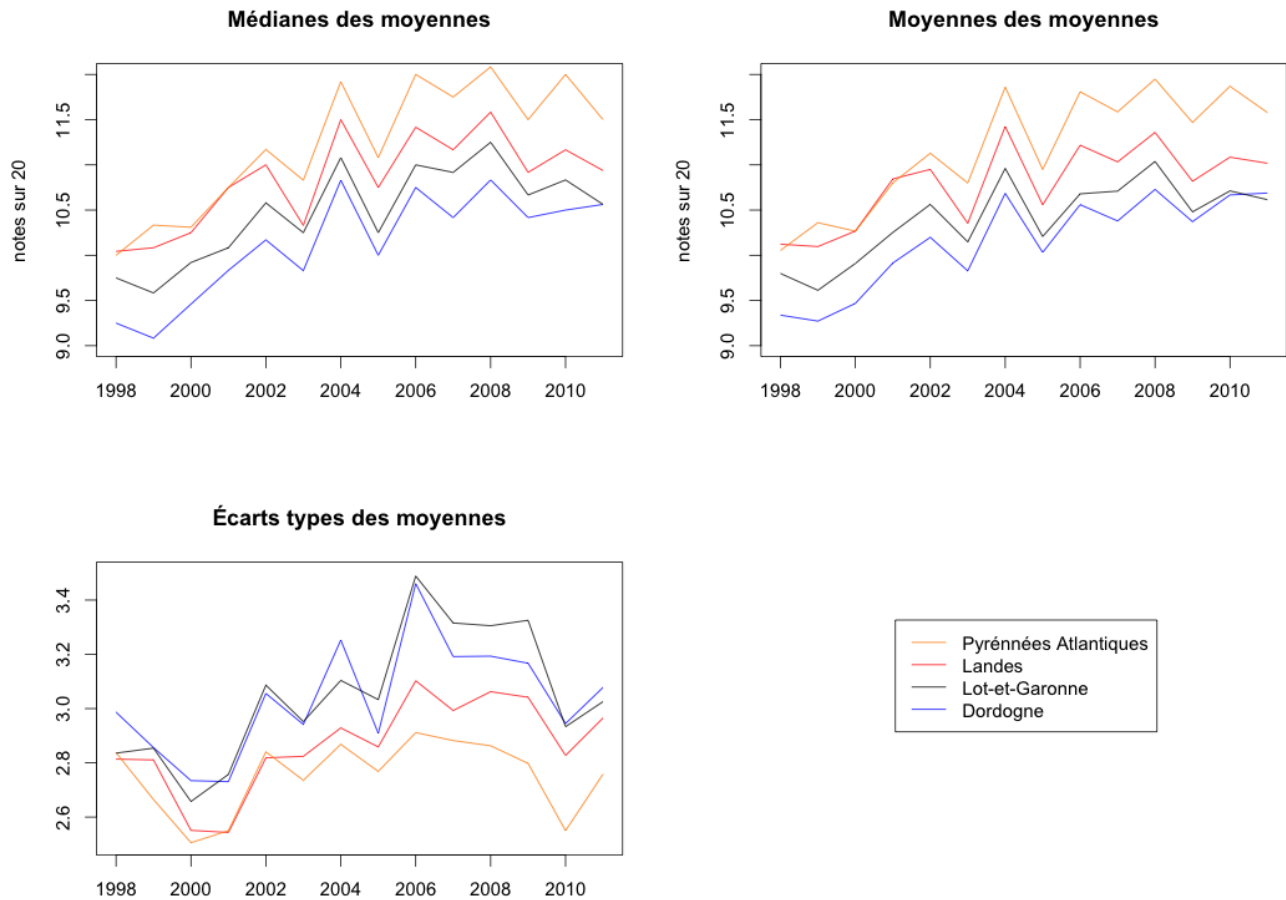 Médianes des moyennes
notes sur 20
11.5
10.5
9.5
9.0
1998 2000 2002 2004 2006 2008 2010
Moyennes des moyennes
notes sur 20
11.5
10.5
9.5
9.0
1998 2000 2002 2004 2006 2008 2010
Écarts types des moyennes
3.4
3.2
3.0
2.8
2.6
1998 2000 2002 2004 2006 2008 2010
Pyrénnées Atlantiques
Landes
Lot-et-Garonne
Dordogne